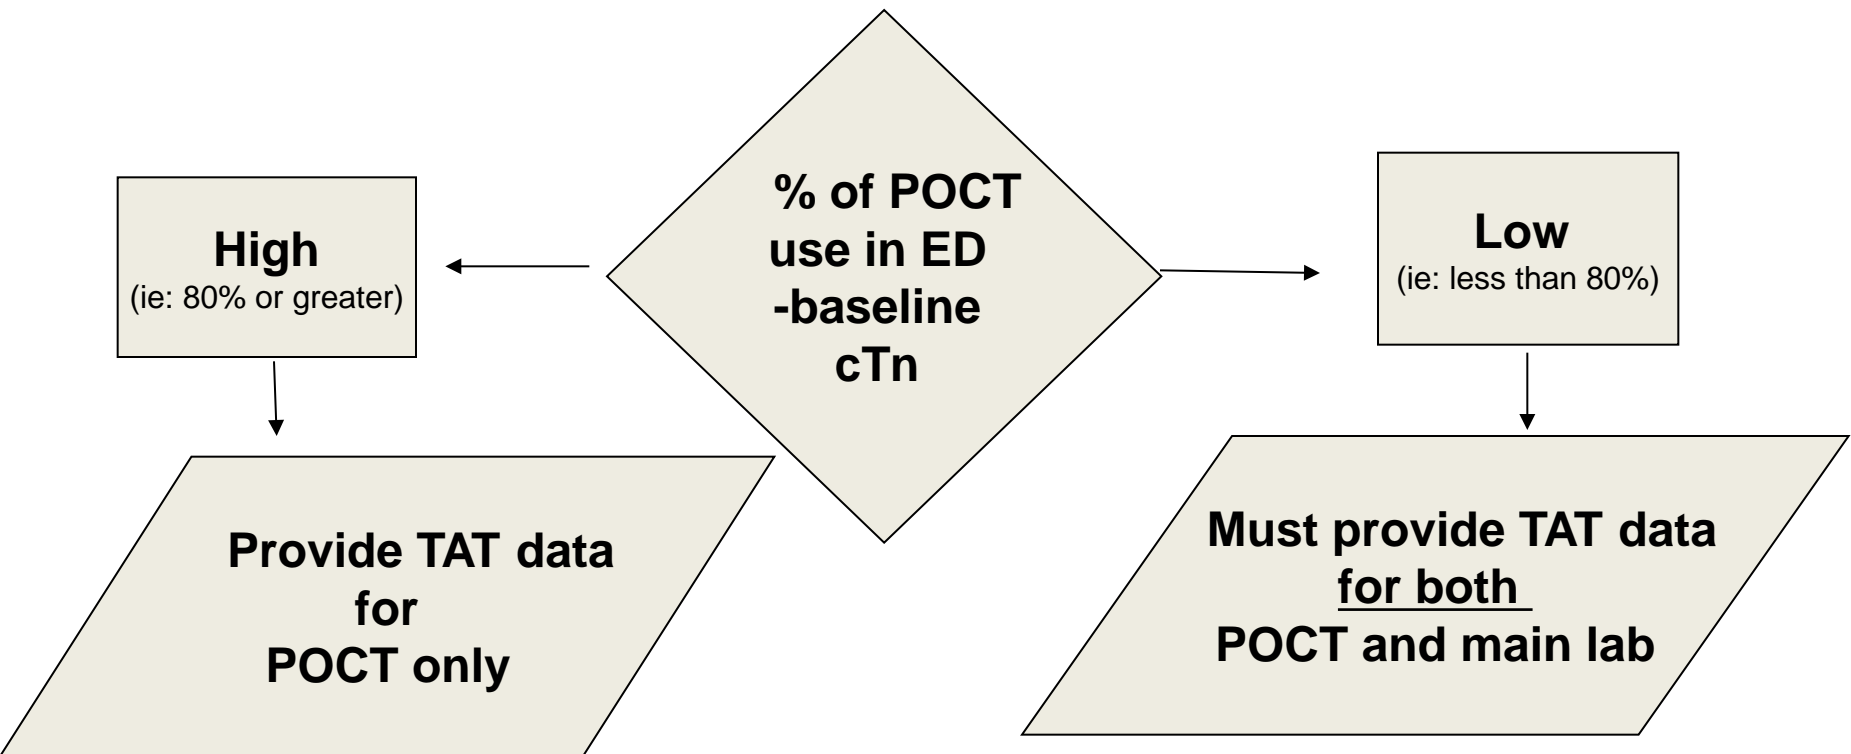 % of POCT
use in ED
-baseline
cTn
High
(ie: 80% or greater)
Low
(ie: less than 80%)
Provide TAT data
for
POCT only
Must provide TAT data
for both
POCT and main lab